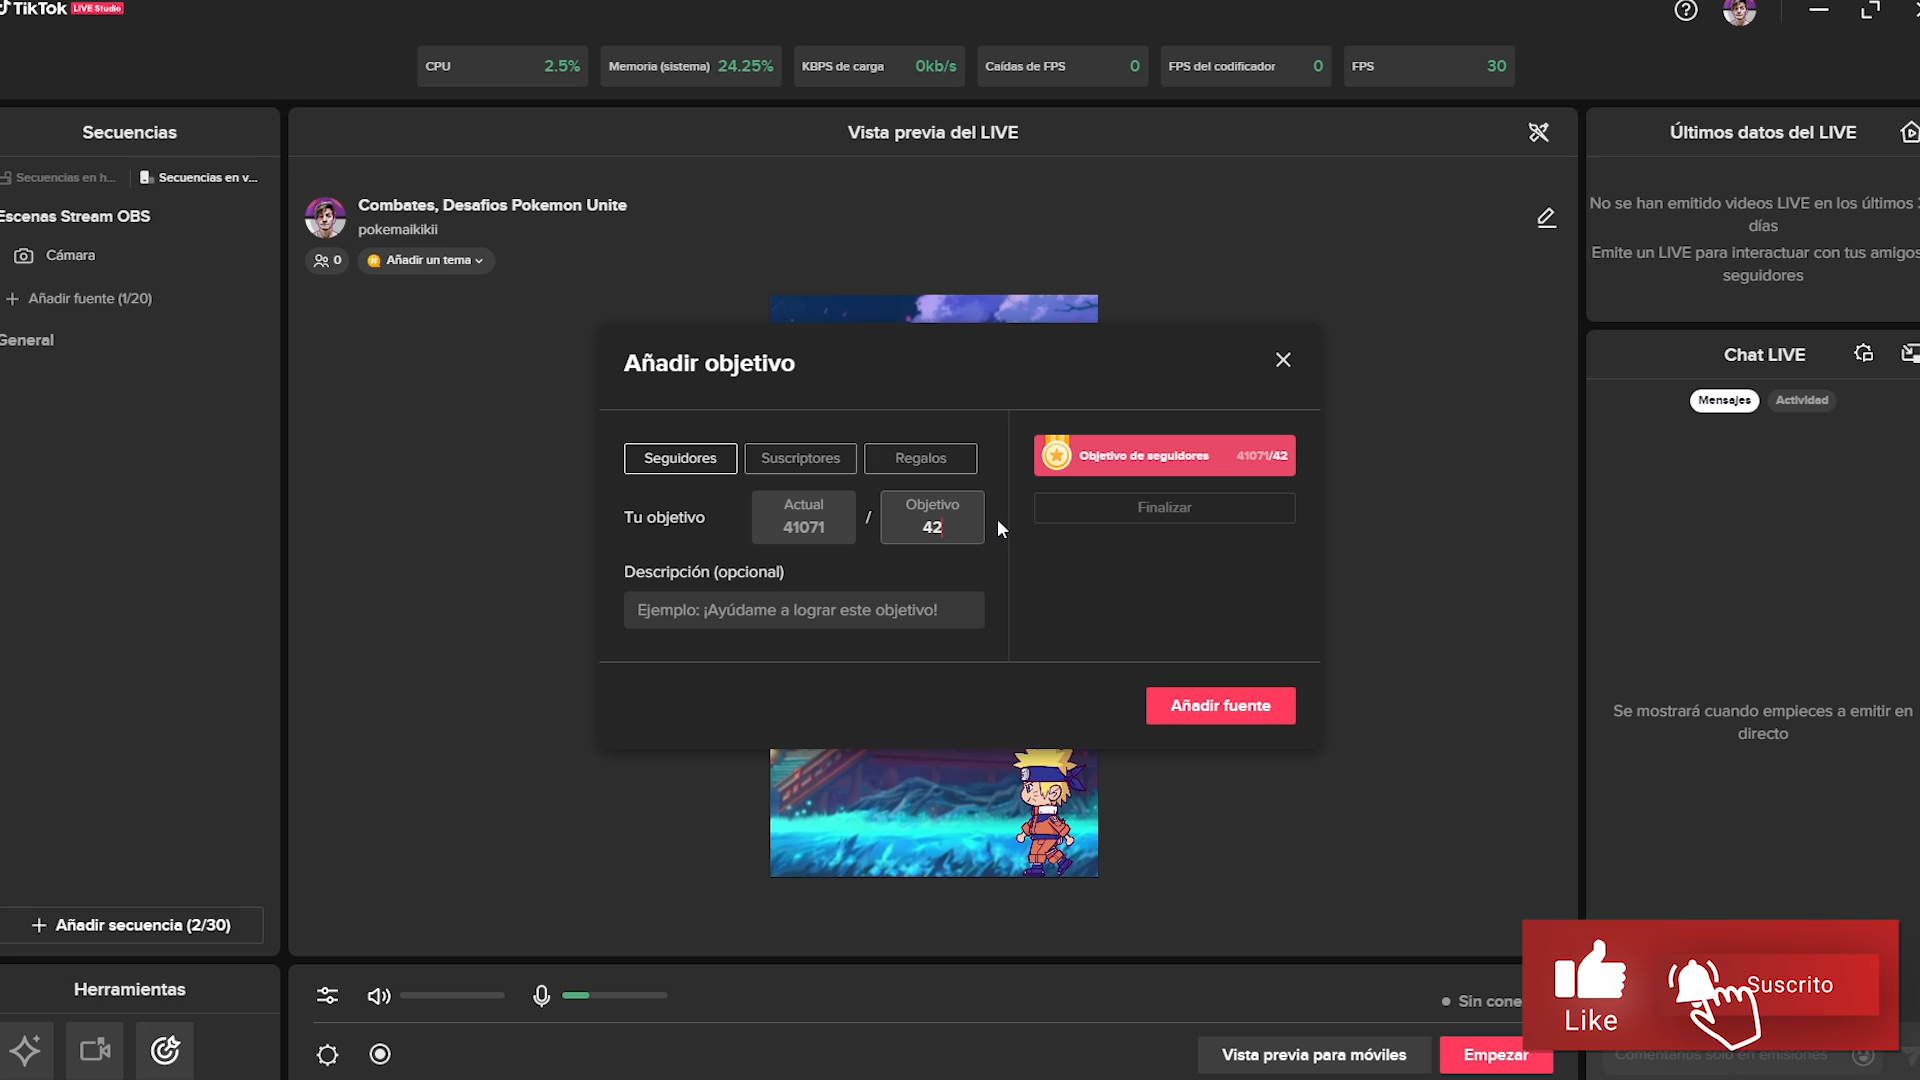 TikTok LIVE Studio
CPU 2.5%
Memoria (sistema) 24.25%
KBPS de carga 0kb/s
Caídas de FPS 0
FPS del codificador 0
FPS 30
Secuencias
Secuencias en h...
Secuencias en v...
Escenas Stream OBS
Cámara
+ Añadir fuente (1/20)
General
+ Añadir secuencia (2/30)
Herramientas
Vista previa del LIVE
Combates, Desafios Pokemon Unite
pokemaikikii
0
# Añadir un tema
Añadir objetivo
Seguidores
Suscriptores
Regalos
Tu objetivo
Actual
41071
/
Objetivo
42
Descripción (opcional)
Ejemplo: ¡Ayúdame a lograr este objetivo!
Objetivo de seguidores 41071/42
Finalizar
Añadir fuente
Sin cone
Vista previa para móviles
Empezar
Últimos datos del LIVE
No se han emitido videos LIVE en los últimos
días
Emite un LIVE para interactuar con tus amigos
seguidores
Chat LIVE
Mensajes
Actividad
Se mostrará cuando empieces a emitir en
directo
Like
Suscrito
Comentarios solo en emisiones